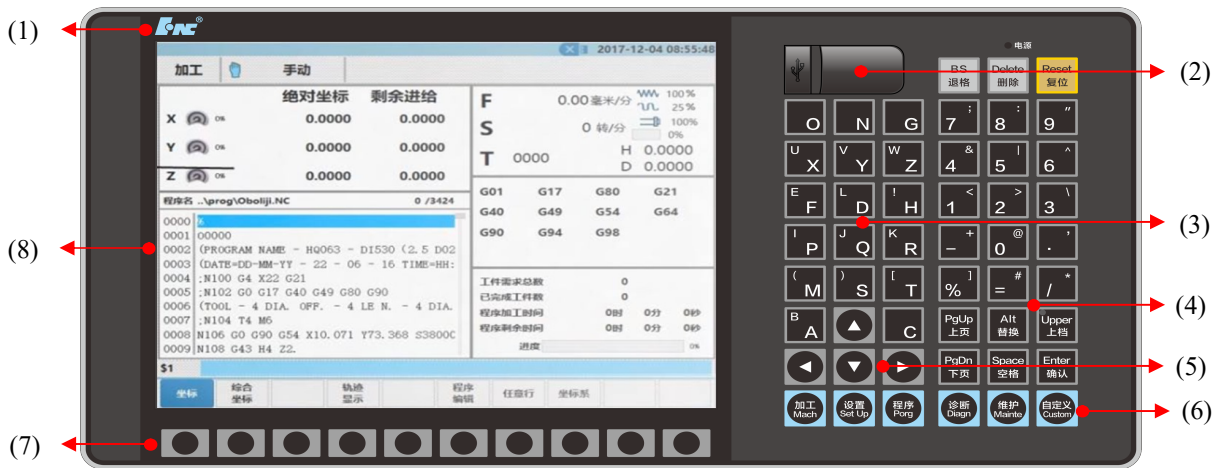 (1)
(2)
(3)
(4)
(5)
(6)
(7)
(8)
HNC®
2017-12-04 08:55:48
加工 手动
绝对坐标 剩余进给
X 0% 0.0000 0.0000
Y 0% 0.0000 0.0000
Z 0% 0.0000 0.0000
F 0.00毫米/分 100% 25%
S 0 转/分 100% 0%
T 0000 H 0.0000
D 0.0000
程序名 ..\prog\Oboliji.NC 0 /3424
0000 %
0001 O0000
0002 (PROGRAM NAME - HQ063 - DI530 (2.5 D02
0003 (DATE=DD-MM-YY - 22 - 06 - 16 TIME=HH:
0004 ;N100 G4 X22 G21
0005 ;N102 G0 G17 G40 G49 G80 G90
0006 (TOOL - 4 DIA. OFF. - 4 LE N. - 4 DIA.
0007 ;N104 T4 M6
0008 N106 G0 G90 G54 X10.071 Y73.368 S3800C
0009 N108 G43 H4 Z2.
G01 G17 G80 G21
G40 G49 G54 G64
G90 G94 G98
工件需求总数 0
已完成工件数 0
程序加工时间 0时 0分 0秒
程序剩余时间 0时 0分 0秒
进度 0%
$1
坐标 综合坐标 轨迹显示 程序编辑 任意行 坐标系
电源
BS 退格 Delete 删除 Reset 复位
O N G 7 ; 8 : 9 "
U X V Y W Z 4 & 5 | 6 ^
E F L D ! H 1 < 2 > 3 \
I P J Q K R - + 0 @ . '
( M ) S [ T % ] = # / *
B A C PgUp 上页 Alt 替换 Upper 上档
PgDn 下页 Space 空格 Enter 确认
加工 Mach 设置 Set Up 程序 Porg 诊断 Diagn 维护 Mainte 自定义 Custom